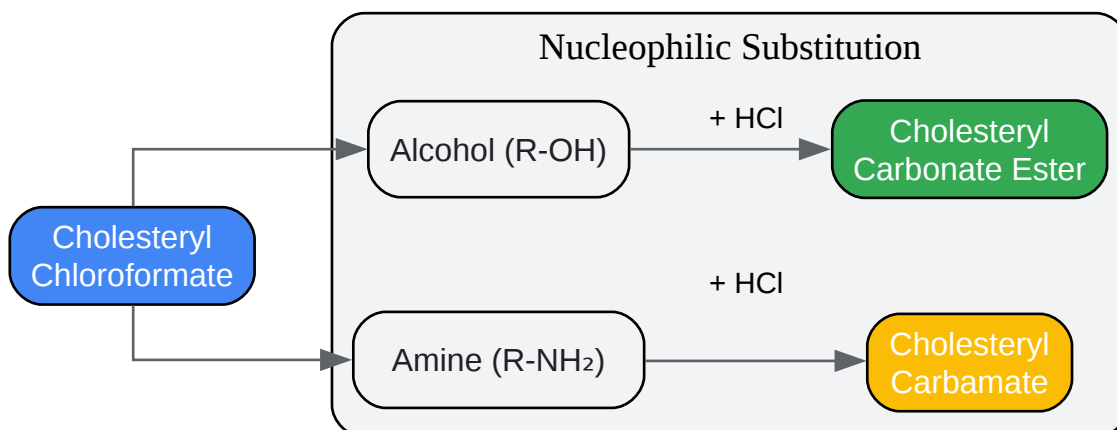 Nucleophilic Substitution
+ HCl
Alcohol (R-OH)
Cholesteryl
Carbonate Ester
Cholesteryl
Chloroformate
+ HCl
Amine (R-NH₂)
Cholesteryl
Carbamate